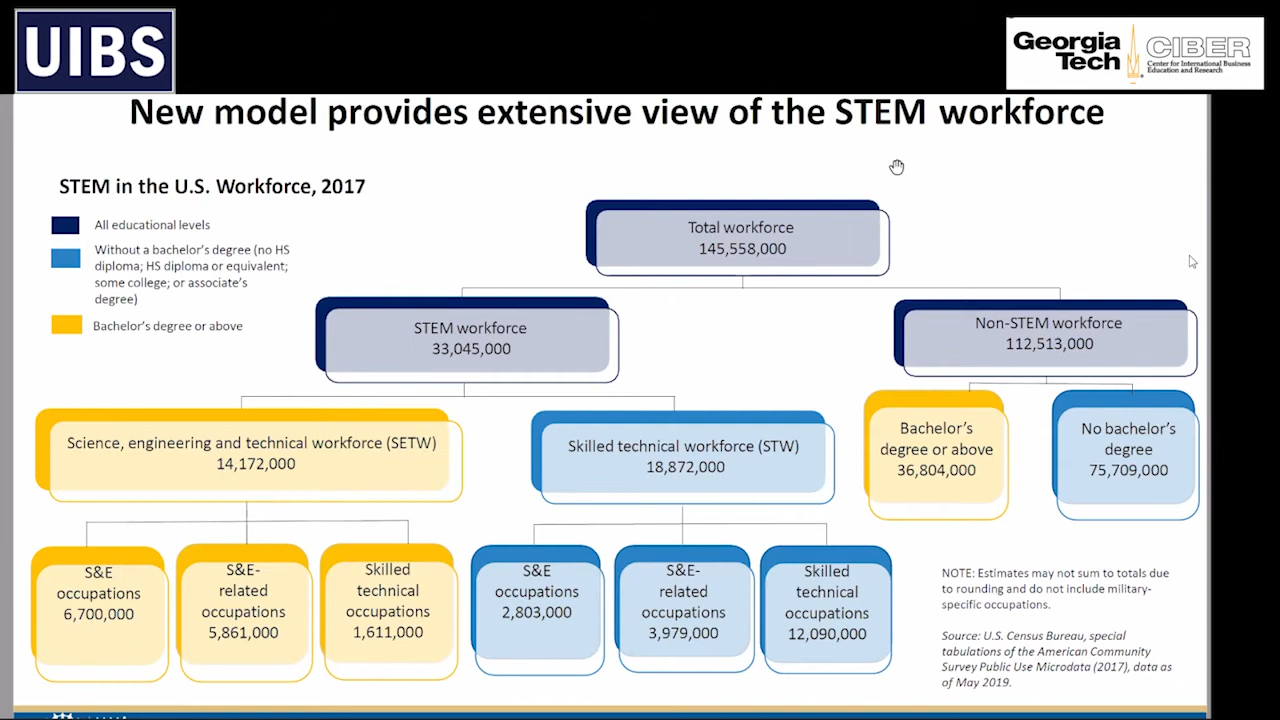 UIBS
Georgia
Tech
CIBER
Center for International Business
Education and Research
New model provides extensive view of the STEM workforce
STEM in the U.S. Workforce, 2017
All educational levels
Without a bachelor's degree (no HS
diploma; HS diploma or equivalent;
some college; or associate's
degree)
Bachelor's degree or above
Total workforce
145,558,000
STEM workforce
33,045,000
Non-STEM workforce
112,513,000
Science, engineering and technical workforce (SETW)
14,172,000
Skilled technical workforce (STW)
18,872,000
Bachelor's
degree or above
36,804,000
No bachelor's
degree
75,709,000
S&E
occupations
6,700,000
S&E-
related
occupations
5,861,000
Skilled
technical
occupations
1,611,000
S&E
occupations
2,803,000
S&E-
related
occupations
3,979,000
Skilled
technical
occupations
12,090,000
NOTE: Estimates may not sum to totals due
to rounding and do not include military-
specific occupations.
Source: U.S. Census Bureau, special
tabulations of the American Community
Survey Public Use Microdata (2017), data as
of May 2019.